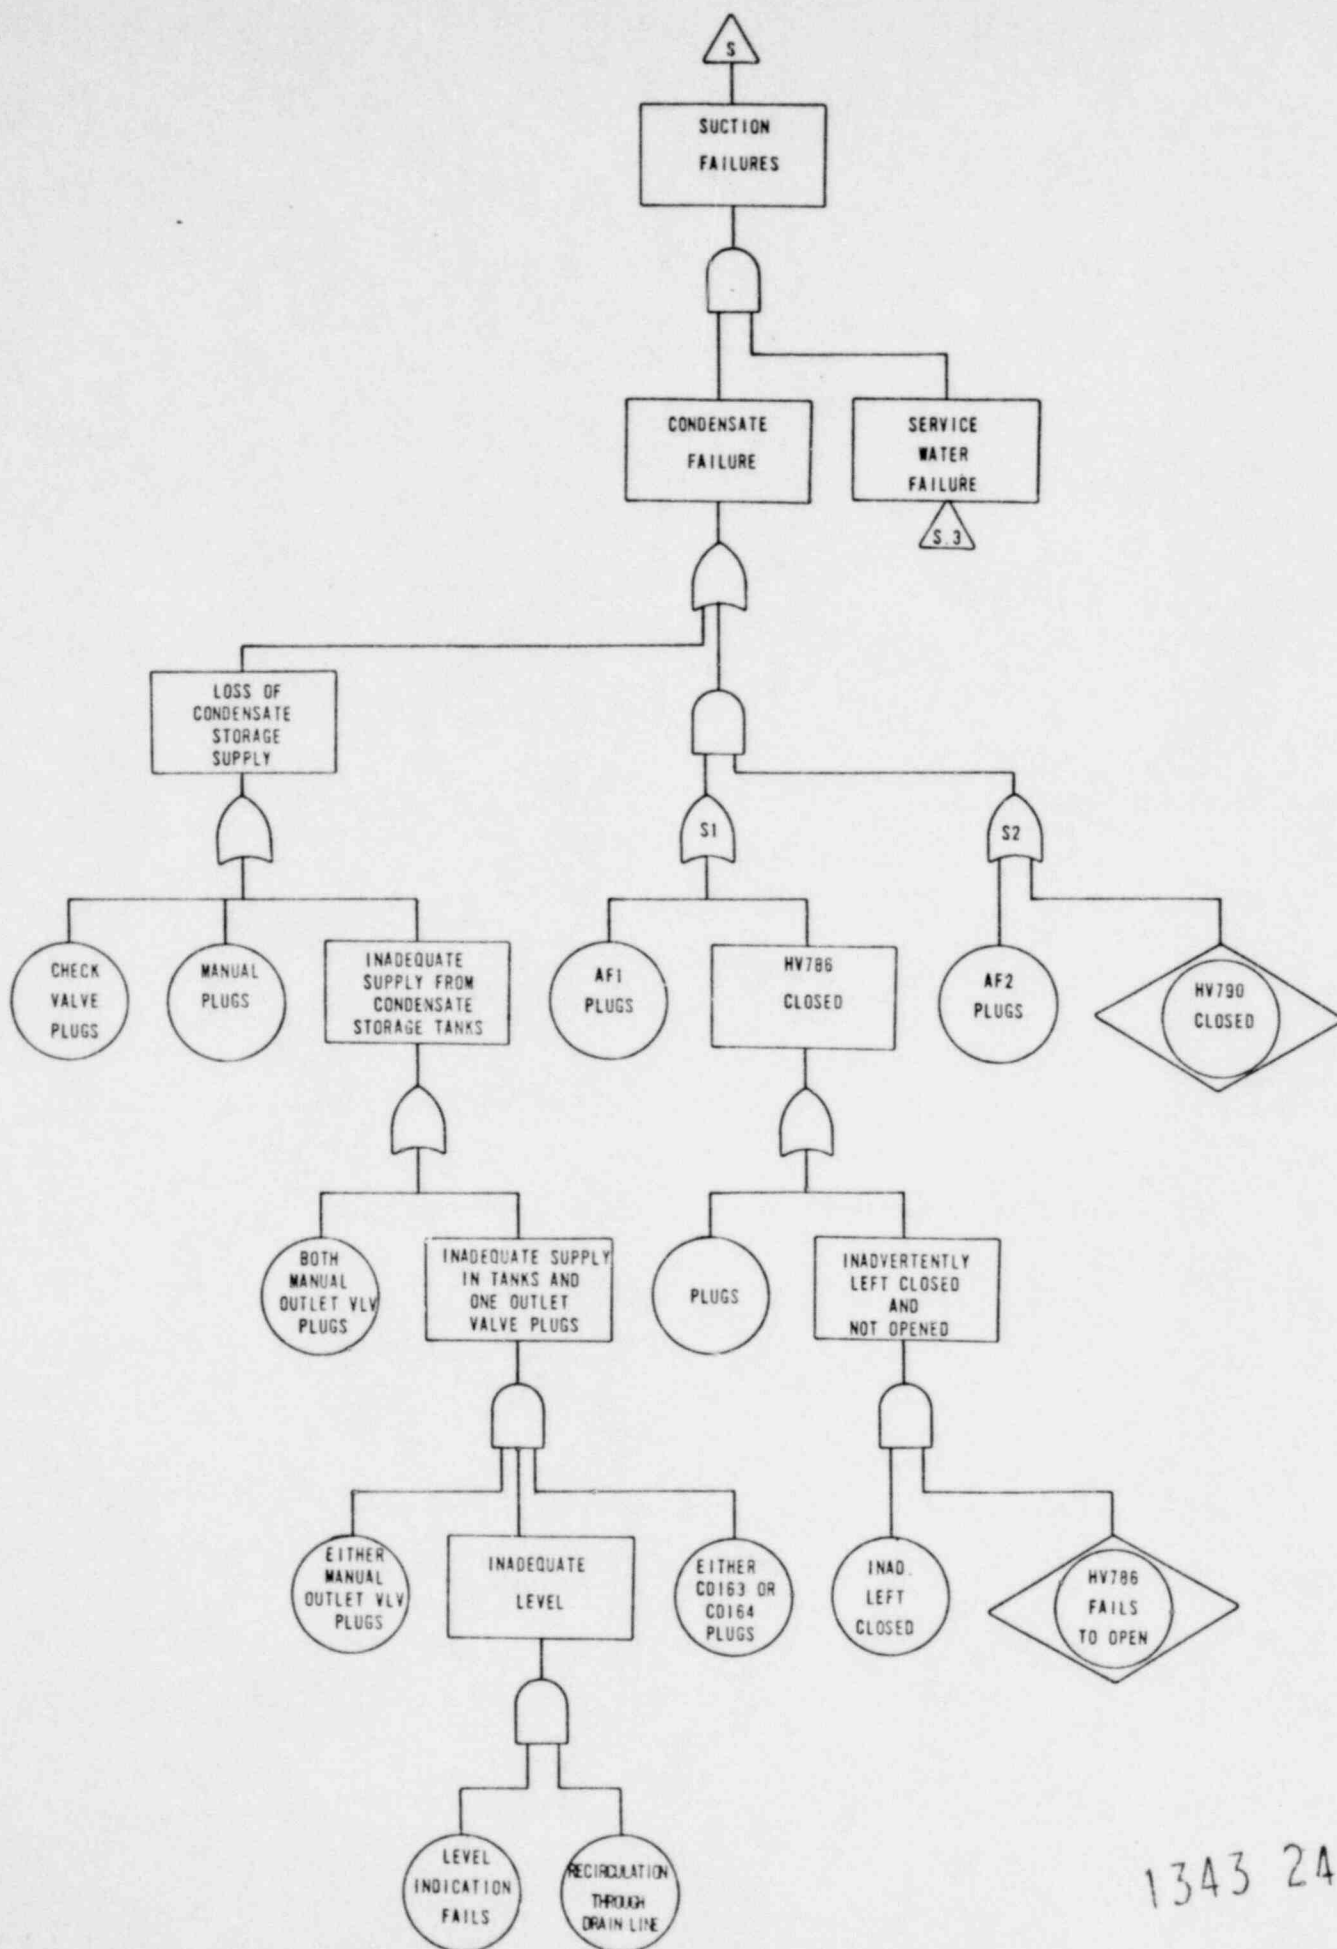 S
SUCTION
FAILURES
CONDENSATE
FAILURE
SERVICE
WATER
FAILURE
S.3
LOSS OF
CONDENSATE
STORAGE
SUPPLY
S1
S2
CHECK
VALVE
PLUGS
MANUAL
PLUGS
INADEQUATE
SUPPLY FROM
CONDENSATE
STORAGE TANKS
AF1
PLUGS
HV786
CLOSED
AF2
PLUGS
HV790
CLOSED
BOTH
MANUAL
OUTLET VLV
PLUGS
INADEQUATE SUPPLY
IN TANKS AND
ONE OUTLET
VALVE PLUGS
PLUGS
INADVERTENTLY
LEFT CLOSED
AND
NOT OPENED
EITHER
MANUAL
OUTLET VLV
PLUGS
INADEQUATE
LEVEL
EITHER
CD163 OR
CD164
PLUGS
INAD.
LEFT
CLOSED
HV786
FAILS
TO OPEN
LEVEL
INDICATION
FAILS
RECIRCULATION
THROUGH
DRAIN LINE
1343 24